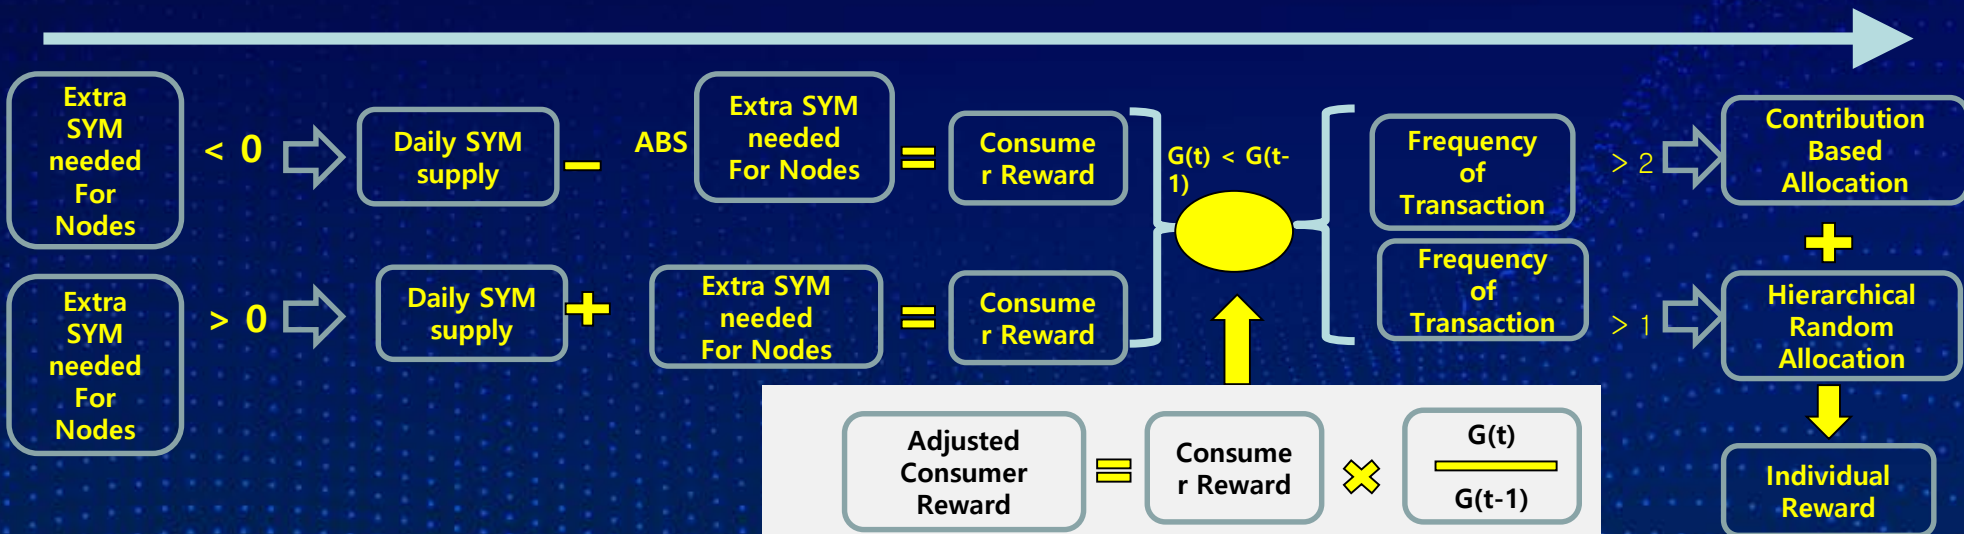 Extra
SYM
needed
For
Nodes
< 0
Daily SYM
supply
−
ABS
Extra SYM
needed
For Nodes
=
Consume
r Reward
G(t) < G(t-
1)
Frequency
of
Transaction
> 2
Contribution
Based
Allocation
+
Extra
SYM
needed
For
Nodes
> 0
Daily SYM
supply
+
Extra SYM
needed
For Nodes
=
Consume
r Reward
Frequency
of
Transaction
> 1
Hierarchical
Random
Allocation
Adjusted
Consumer
Reward
=
Consume
r Reward
×
G(t)
G(t-1)
Individual
Reward